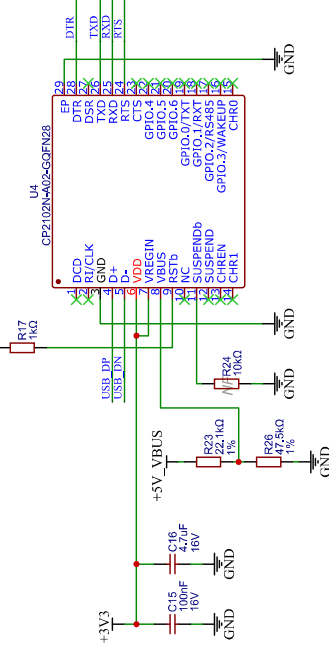 DTR
TXD
RXD
RTS
GND
29
28
27
26
25
24
23
22
21
20
19
18
17
16
15
EP
DTR
DSR
TXD
RXD
RTS
CTS
GPIO.4
GPIO.5
GPIO.6
GPIO.0/TXT
GPIO.1/RXT
GPIO.2/RS485
GPIO.3/WAKEUP
CHR0
U4
CP2102N-A02-GQFN28
DCD
RI/CLK
GND
D+
D-
VDD
VREGIN
VBUS
RSTb
NC
SUSPENDb
SUSPEND
CHREN
CHR1
1
2
3
4
5
6
7
8
9
10
11
12
13
14
GND
R17
1kΩ
USB_DP
USB_DN
R24
10kΩ
GND
+5V_VBUS
R23
22.1kΩ
1%
R26
47.5kΩ
1%
GND
C16
4.7uF
16V
GND
+3V3
C15
100nF
16V
GND